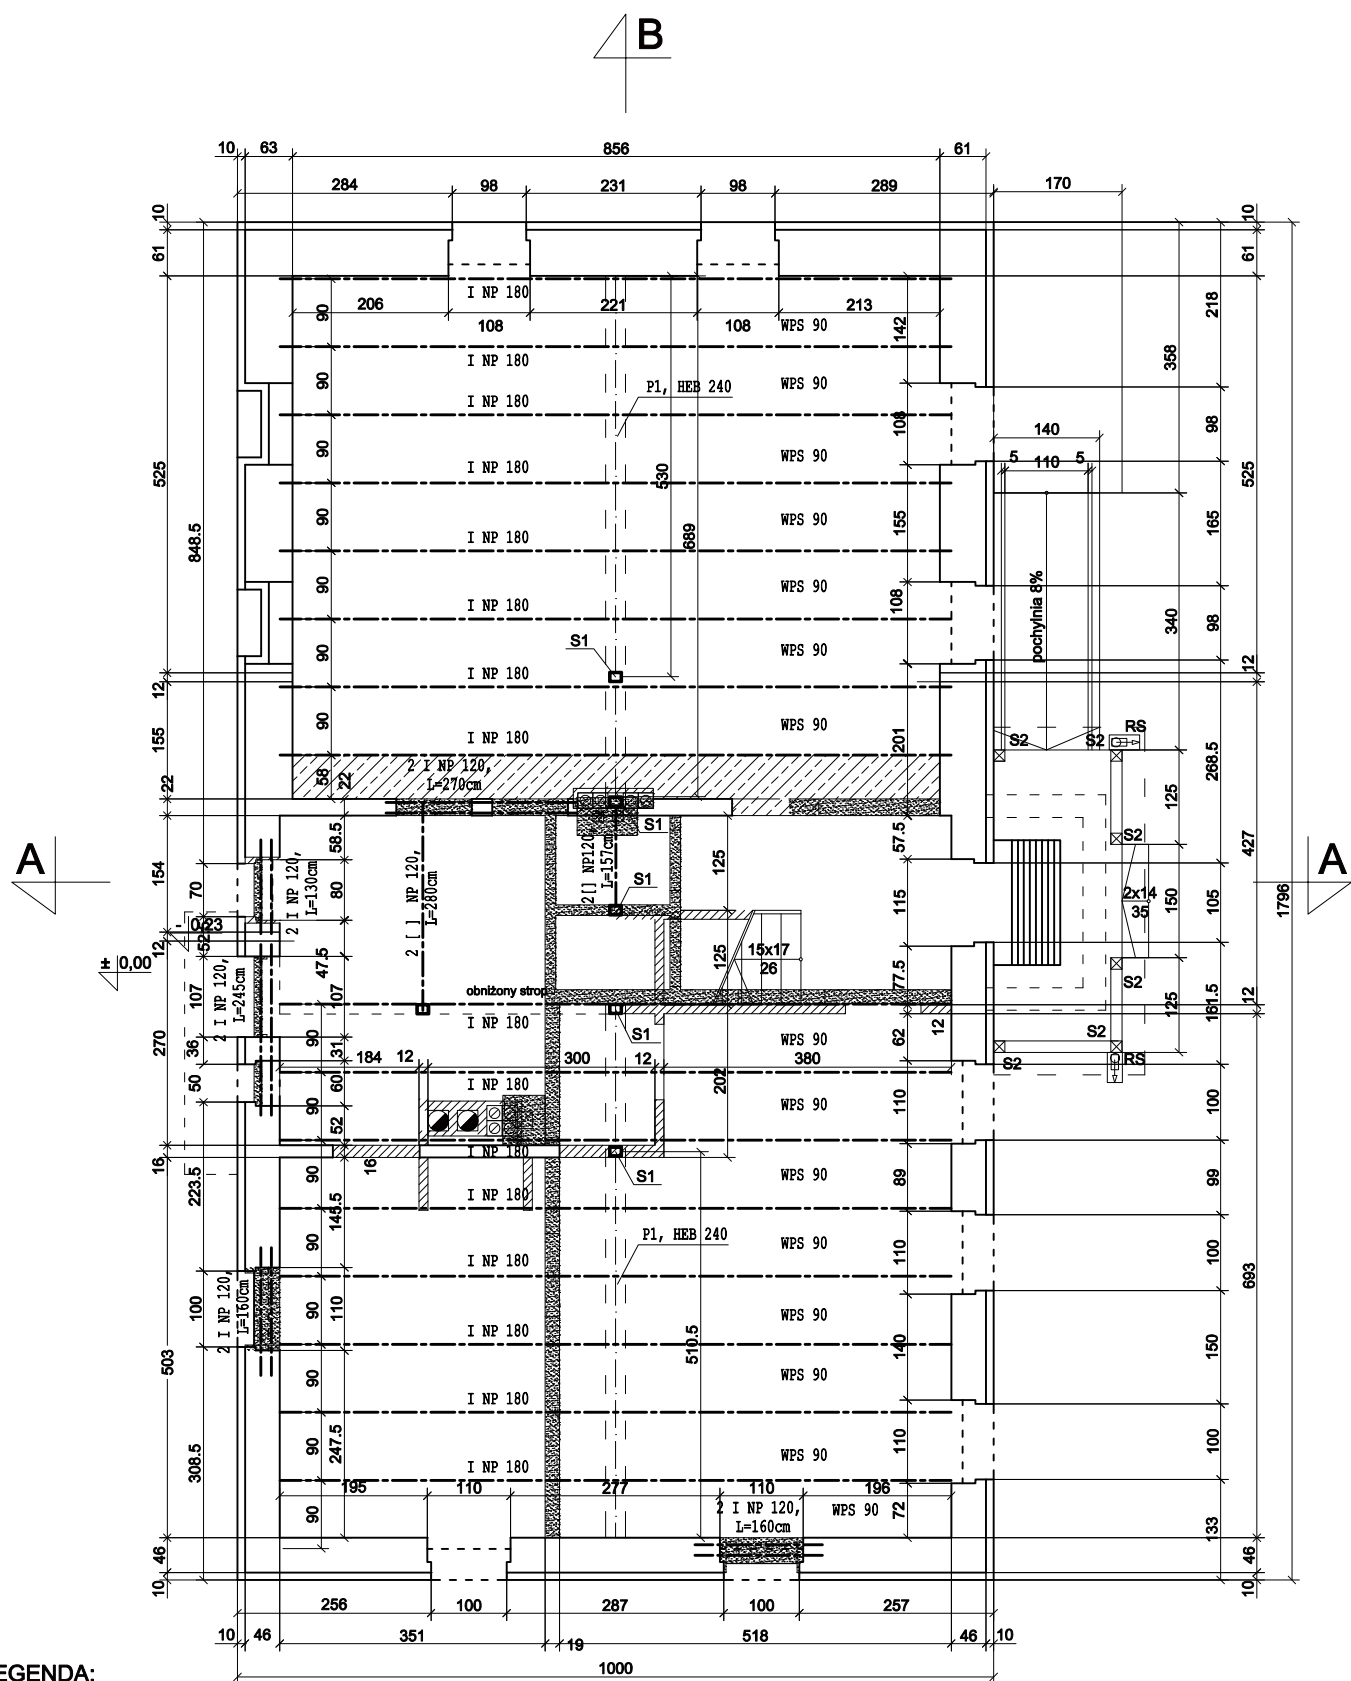 B
10 63 856 61
284 98 231 98 289 170
10
61
525
12
155
22
154
12
270
16
503
46
10
848.5
70
52
107
36
50
223.5
100
308.5
10
61
525
12
427
12
693
46
10
1796
218
98
165
98
268.5
105
161.5
100
99
100
150
100
133
358
340
125
150
125
I NP 180
206 108 221 108 213
WPS 90
I NP 180
WPS 90
P1, HEB 240
I NP 180
WPS 90
I NP 180
WPS 90
I NP 180
WPS 90
I NP 180
WPS 90
I NP 180
WPS 90
I NP 180
90
90
90
90
90
90
90
58
22
530
689
142
108
155
108
201
140
5 110 5
pochylnia 8%
S1
S2 S2 RS
2 I NP 120,
L=270cm
S1
S2
58.5
80
47.5
107
31
60
52
145.5
110
247.5
2 I NP 120,
L=130cm
2 [ ] NP 120,
L=280cm
2 [] NP120
L=157cm
125
125
57.5
115
77.5
A
A
S1
2x14
35
- 0,23
± 0,00
2 I NP 120,
L=245cm
15x17
26
S2
obniżony strop
I NP 180
S1
WPS 90
62
12
S2
S2
RS
184 12 300 12 380
202
I NP 180
WPS 90
90
90
90
90
90
90
90
90
110
89
110
140
110
72
I NP 180
16
S1
WPS 90
I NP 180
P1, HEB 240
WPS 90
2 I NP 120,
L=160cm
510.5
WPS 90
I NP 180
WPS 90
I NP 180
WPS 90
I NP 180
195 110 277 110 196
2 I NP 120,
L=160cm
WPS 90
256 100 287 100 257
10 46 351 19 518 46 10
1000
EGENDA: